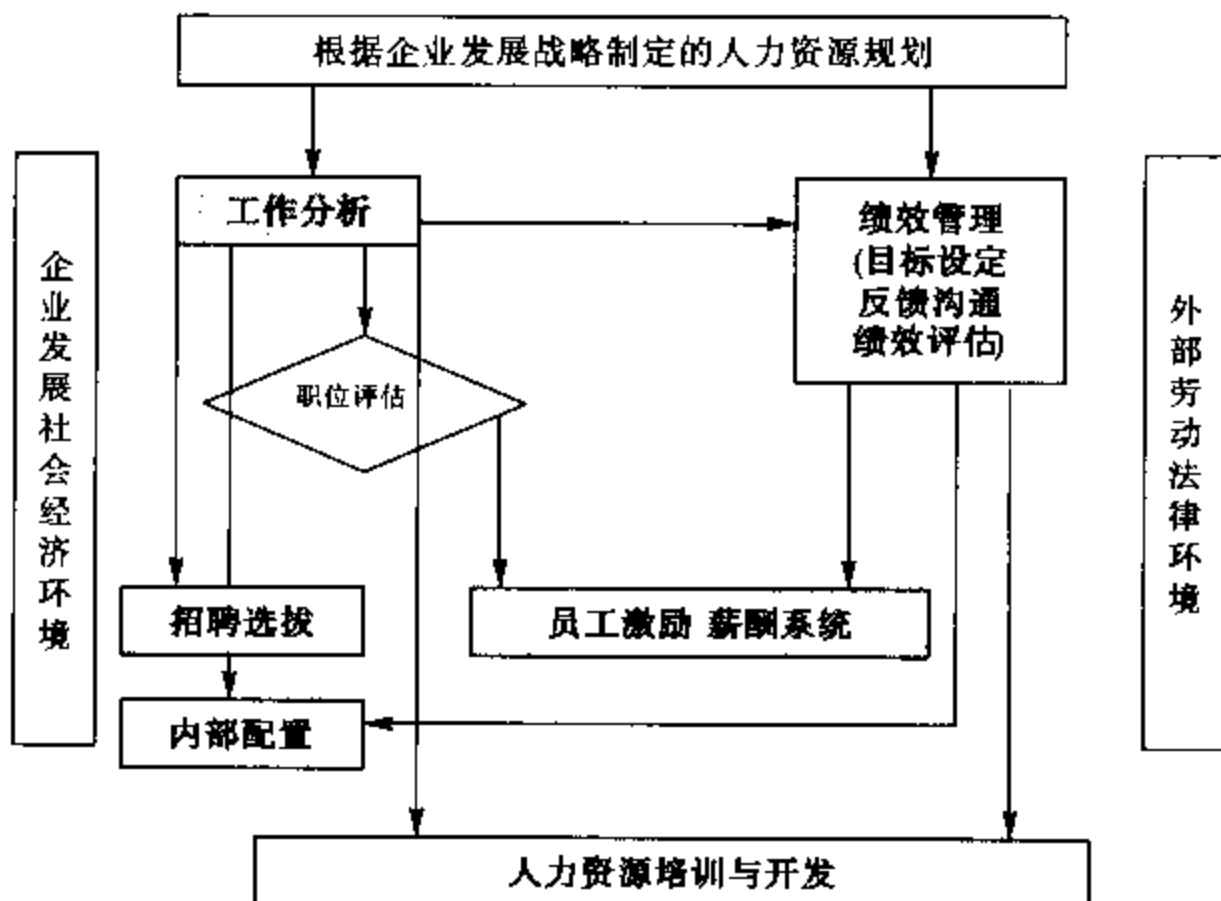 根据企业发展战略制定的人力资源规划
工作分析
绩效管理
(目标设定
反馈沟通
绩效评估)
企业发展社会经济环境
外部劳动法律环境
职位评估
招聘选拔
员工激励 薪酬系统
内部配置
人力资源培训与开发